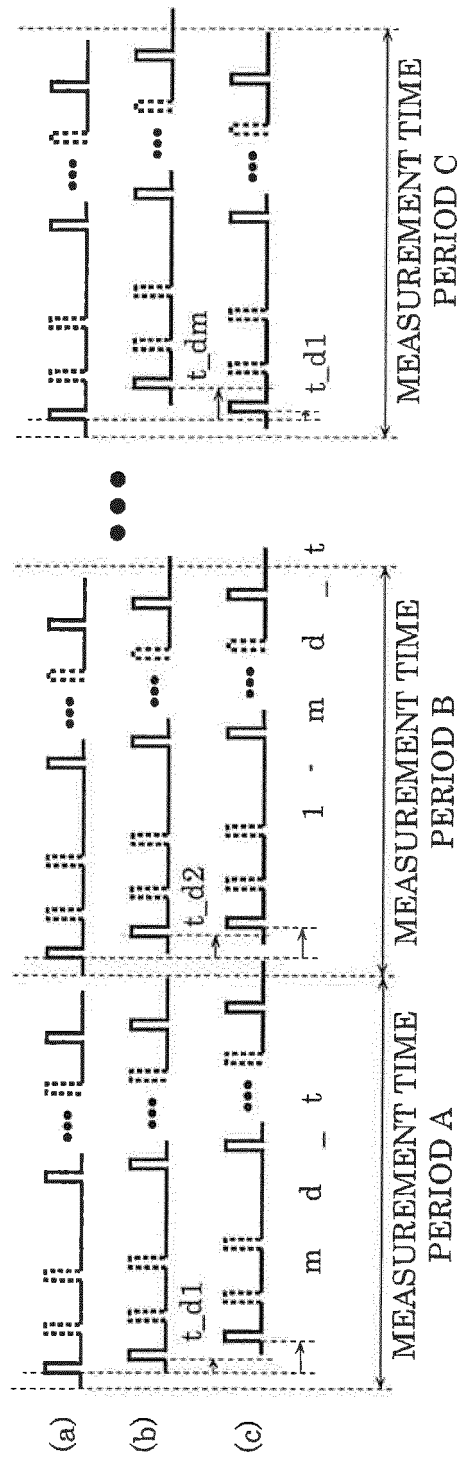 (a)
(b)
t_d1
t_d2
t_dm
(c)
m d _ t
1 - m d _ t
t_d1
MEASUREMENT TIME
PERIOD A
MEASUREMENT TIME
PERIOD B
MEASUREMENT TIME
PERIOD C